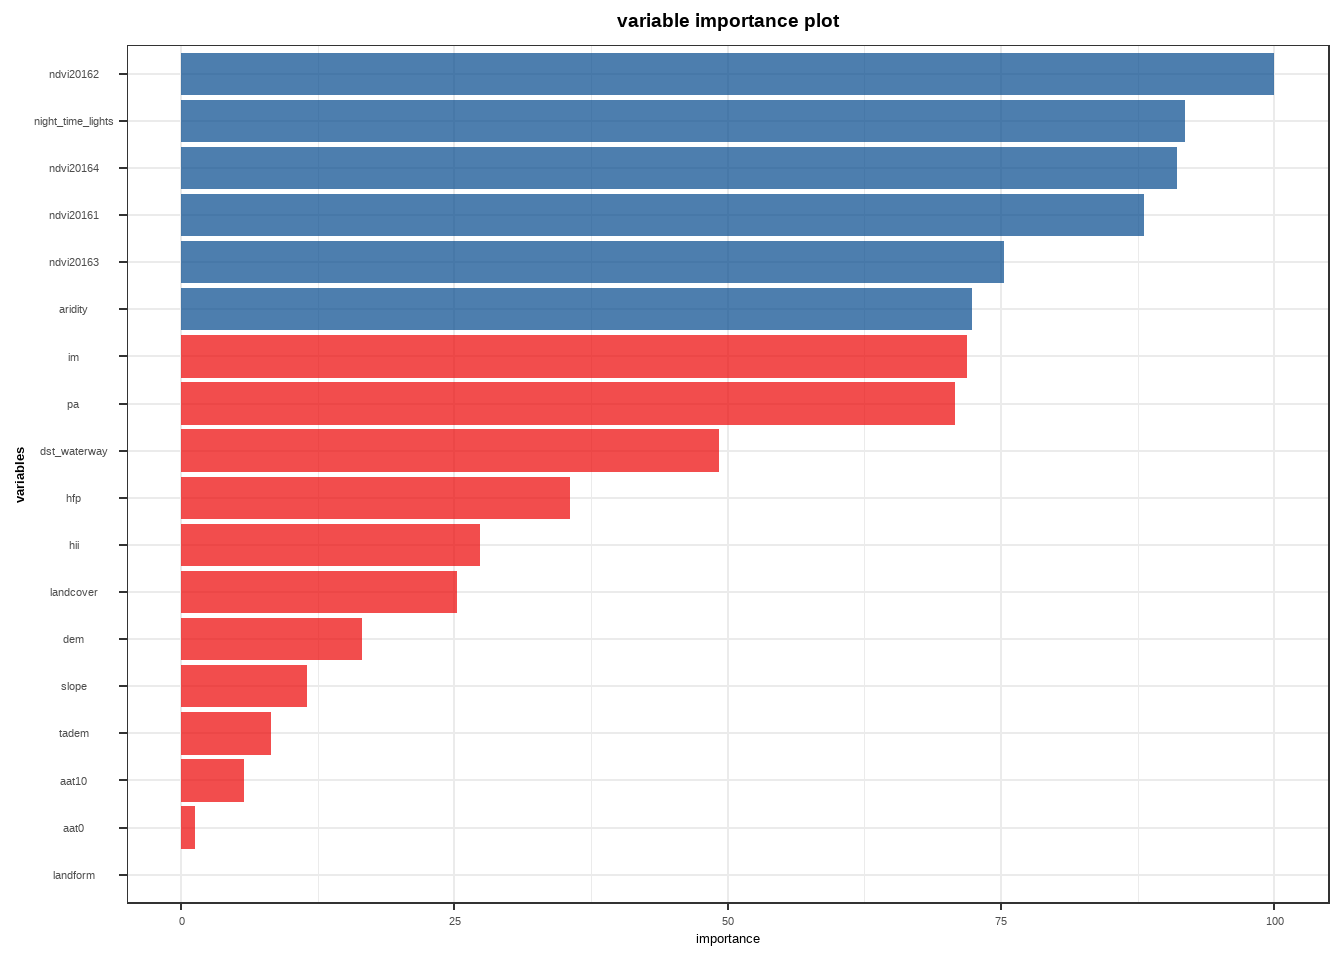 variable importance plot
ndvi20162
night_time_lights
ndvi20164
ndvi20161
ndvi20163
aridity
im
pa
dst_waterway
hfp
hii
landcover
dem
slope
tadem
aat10
aat0
landform
variables
0 25 50 75 100
importance